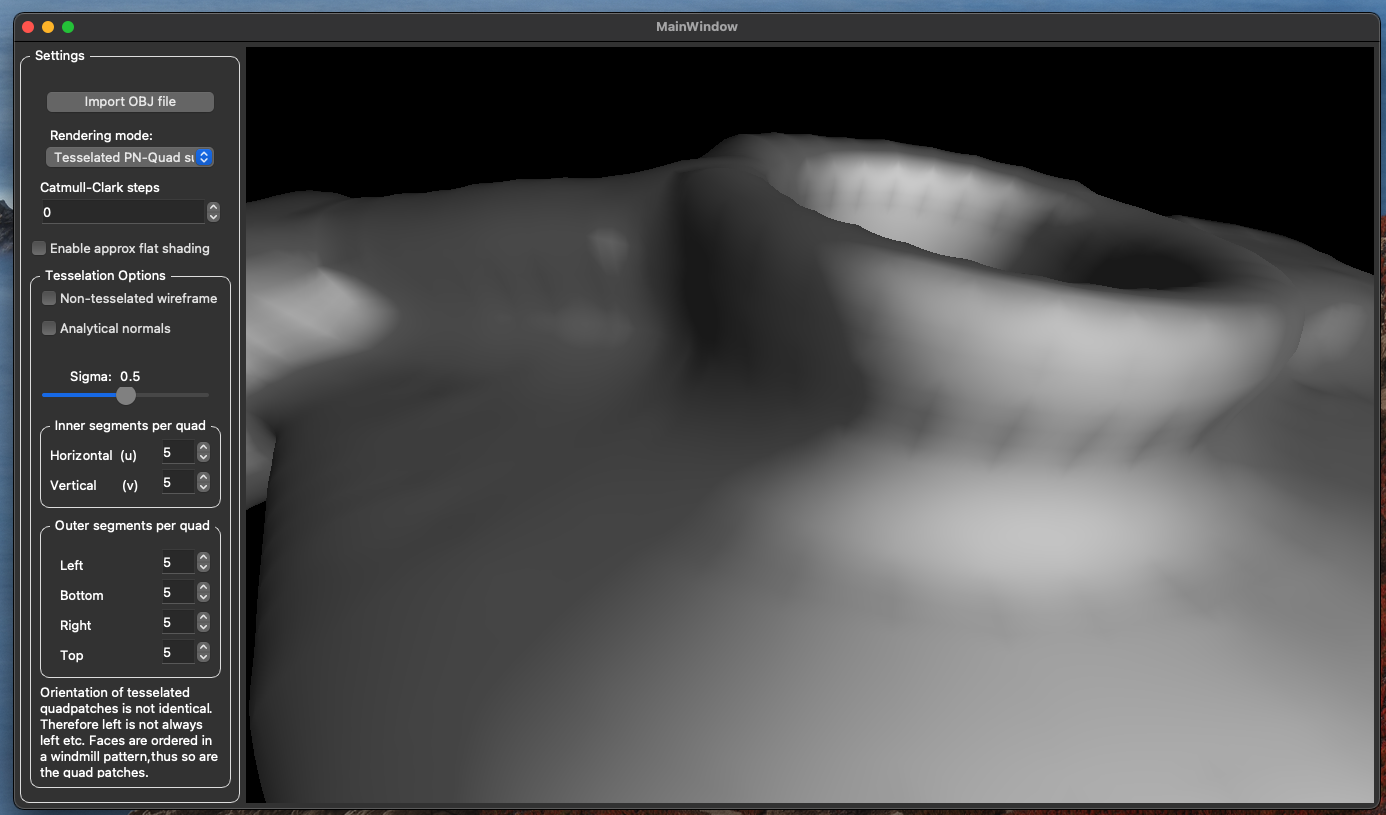 MainWindow
Settings
Import OBJ file
Rendering mode:
Tesselated PN-Quad su
Catmull-Clark steps
0
Enable approx flat shading
Tesselation Options
Non-tesselated wireframe
Analytical normals
Sigma: 0.5
Inner segments per quad
Horizontal (u) 5
Vertical (v) 5
Outer segments per quad
Left 5
Bottom 5
Right 5
Top 5
Orientation of tesselated
quadpatches is not identical.
Therefore left is not always
left etc. Faces are ordered in
a windmill pattern,thus so are
the quad patches.